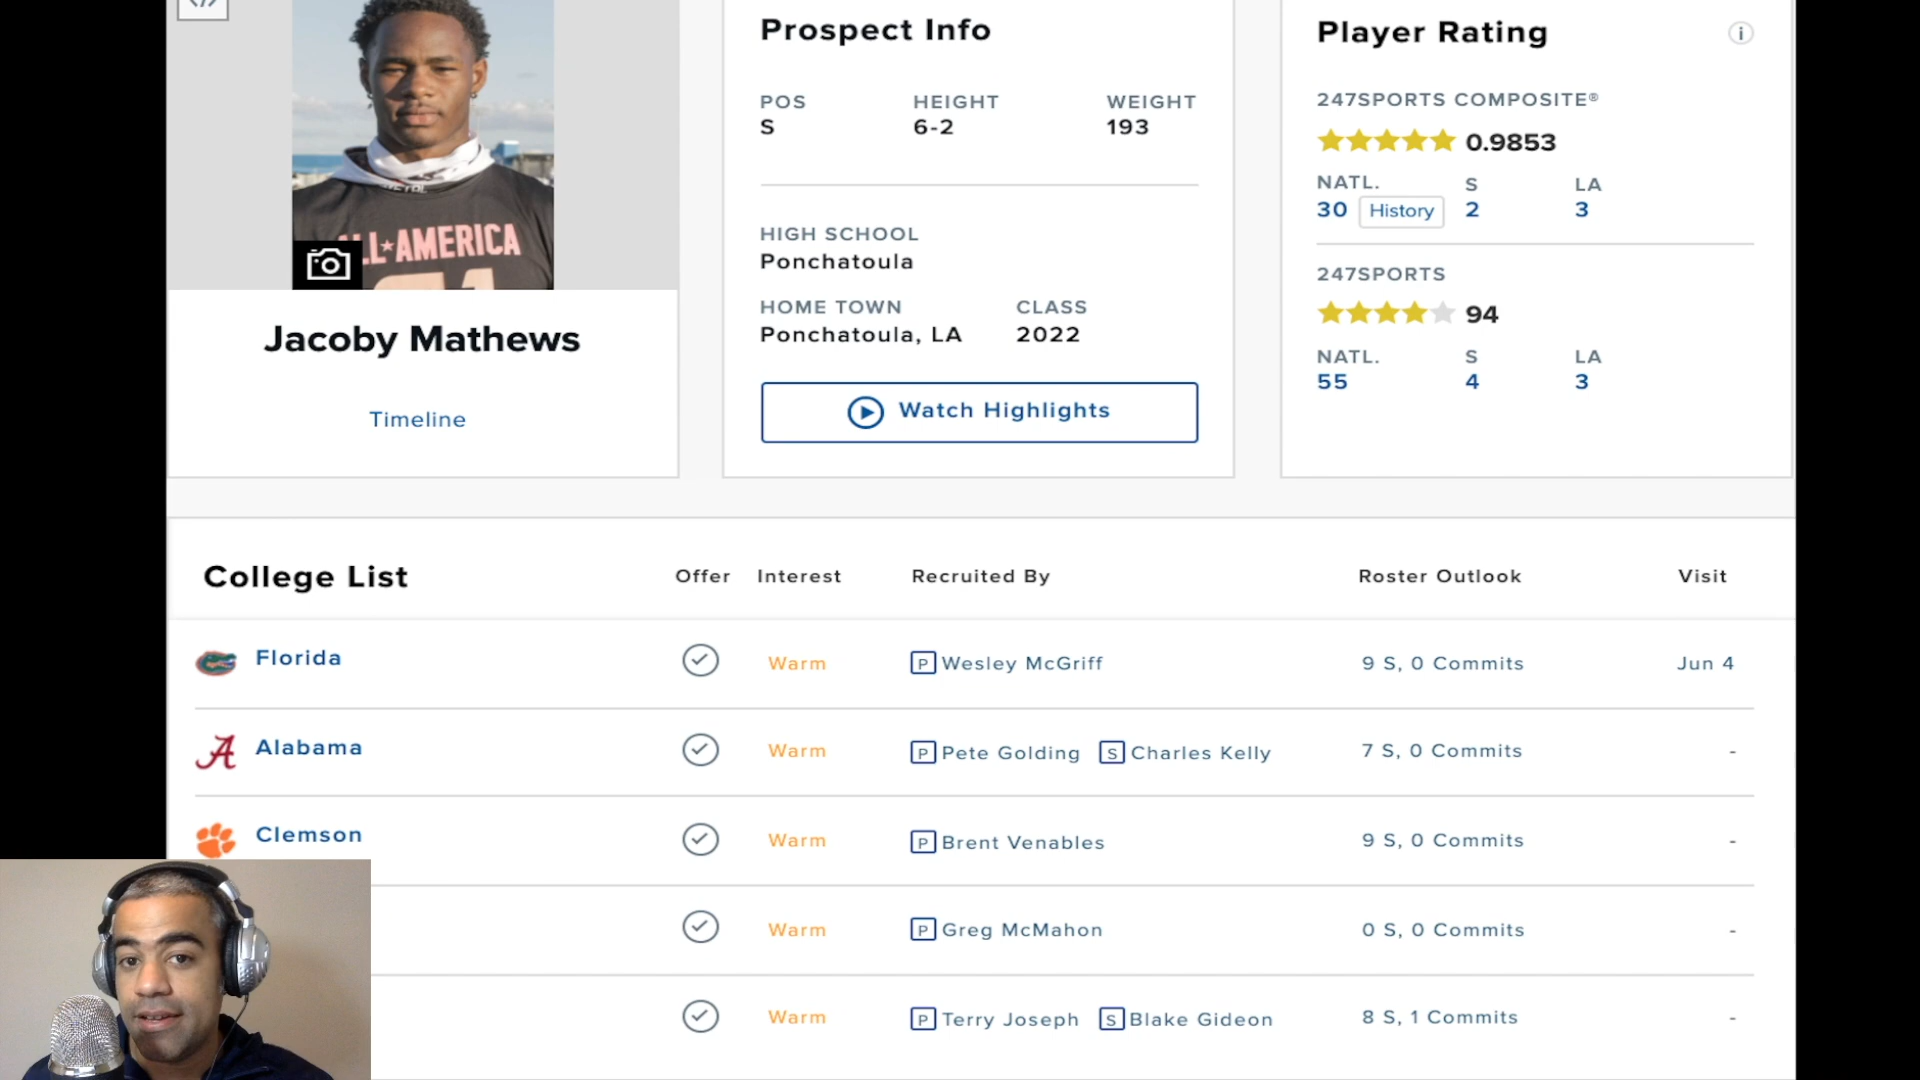 </>
ALL★AMERICA
Jacoby Mathews
Timeline
Prospect Info
POS HEIGHT WEIGHT
S 6-2 193
HIGH SCHOOL
Ponchatoula
HOME TOWN CLASS
Ponchatoula, LA 2022
Watch Highlights
Player Rating i
247SPORTS COMPOSITE®
0.9853
NATL. S LA
30 History 2 3
247SPORTS
94
NATL. S LA
55 4 3
College List Offer Interest Recruited By Roster Outlook Visit
Florida Warm P Wesley McGriff 9 S, 0 Commits Jun 4
A Alabama Warm P Pete Golding S Charles Kelly 7 S, 0 Commits -
Clemson Warm P Brent Venables 9 S, 0 Commits -
Warm P Greg McMahon 0 S, 0 Commits -
Warm P Terry Joseph S Blake Gideon 8 S, 1 Commits -